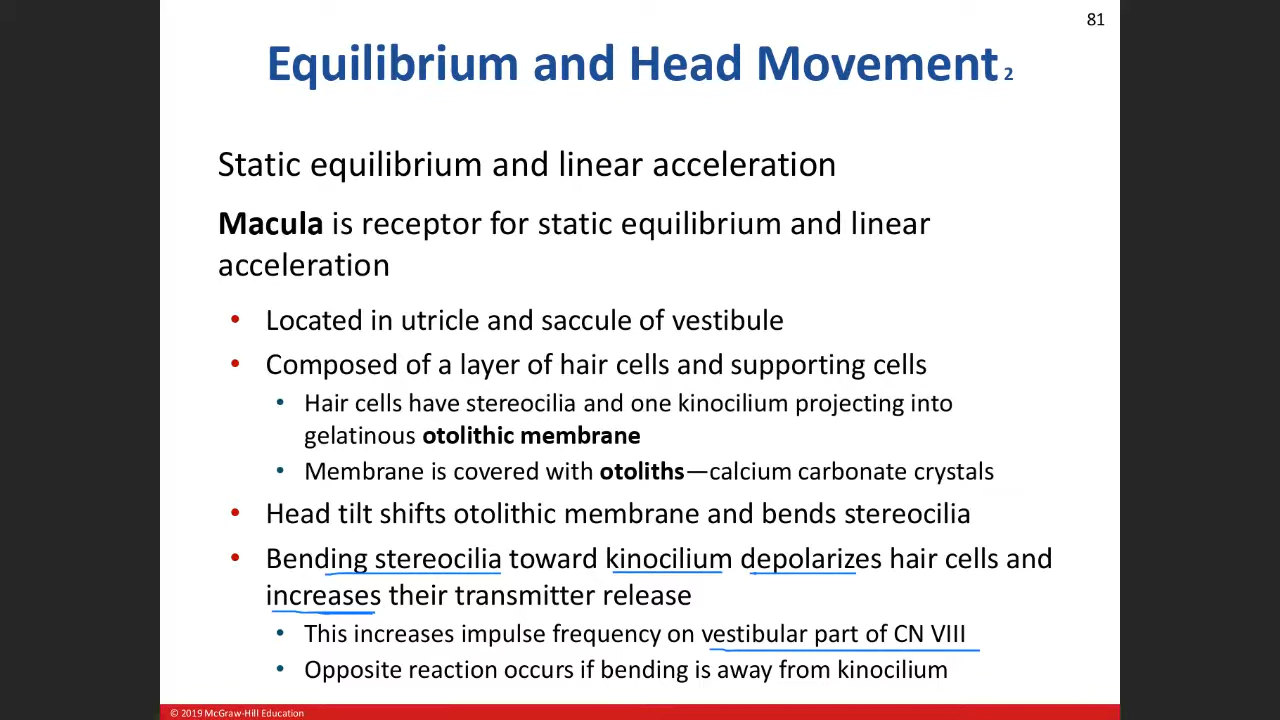 81
Equilibrium and Head Movement 2
Static equilibrium and linear acceleration
Macula is receptor for static equilibrium and linear
acceleration
• Located in utricle and saccule of vestibule
• Composed of a layer of hair cells and supporting cells
• Hair cells have stereocilia and one kinocilium projecting into
gelatinous otolithic membrane
• Membrane is covered with otoliths—calcium carbonate crystals
• Head tilt shifts otolithic membrane and bends stereocilia
• Bending stereocilia toward kinocilium depolarizes hair cells and
increases their transmitter release
• This increases impulse frequency on vestibular part of CN VIII
• Opposite reaction occurs if bending is away from kinocilium
© 2019 McGraw-Hill Education